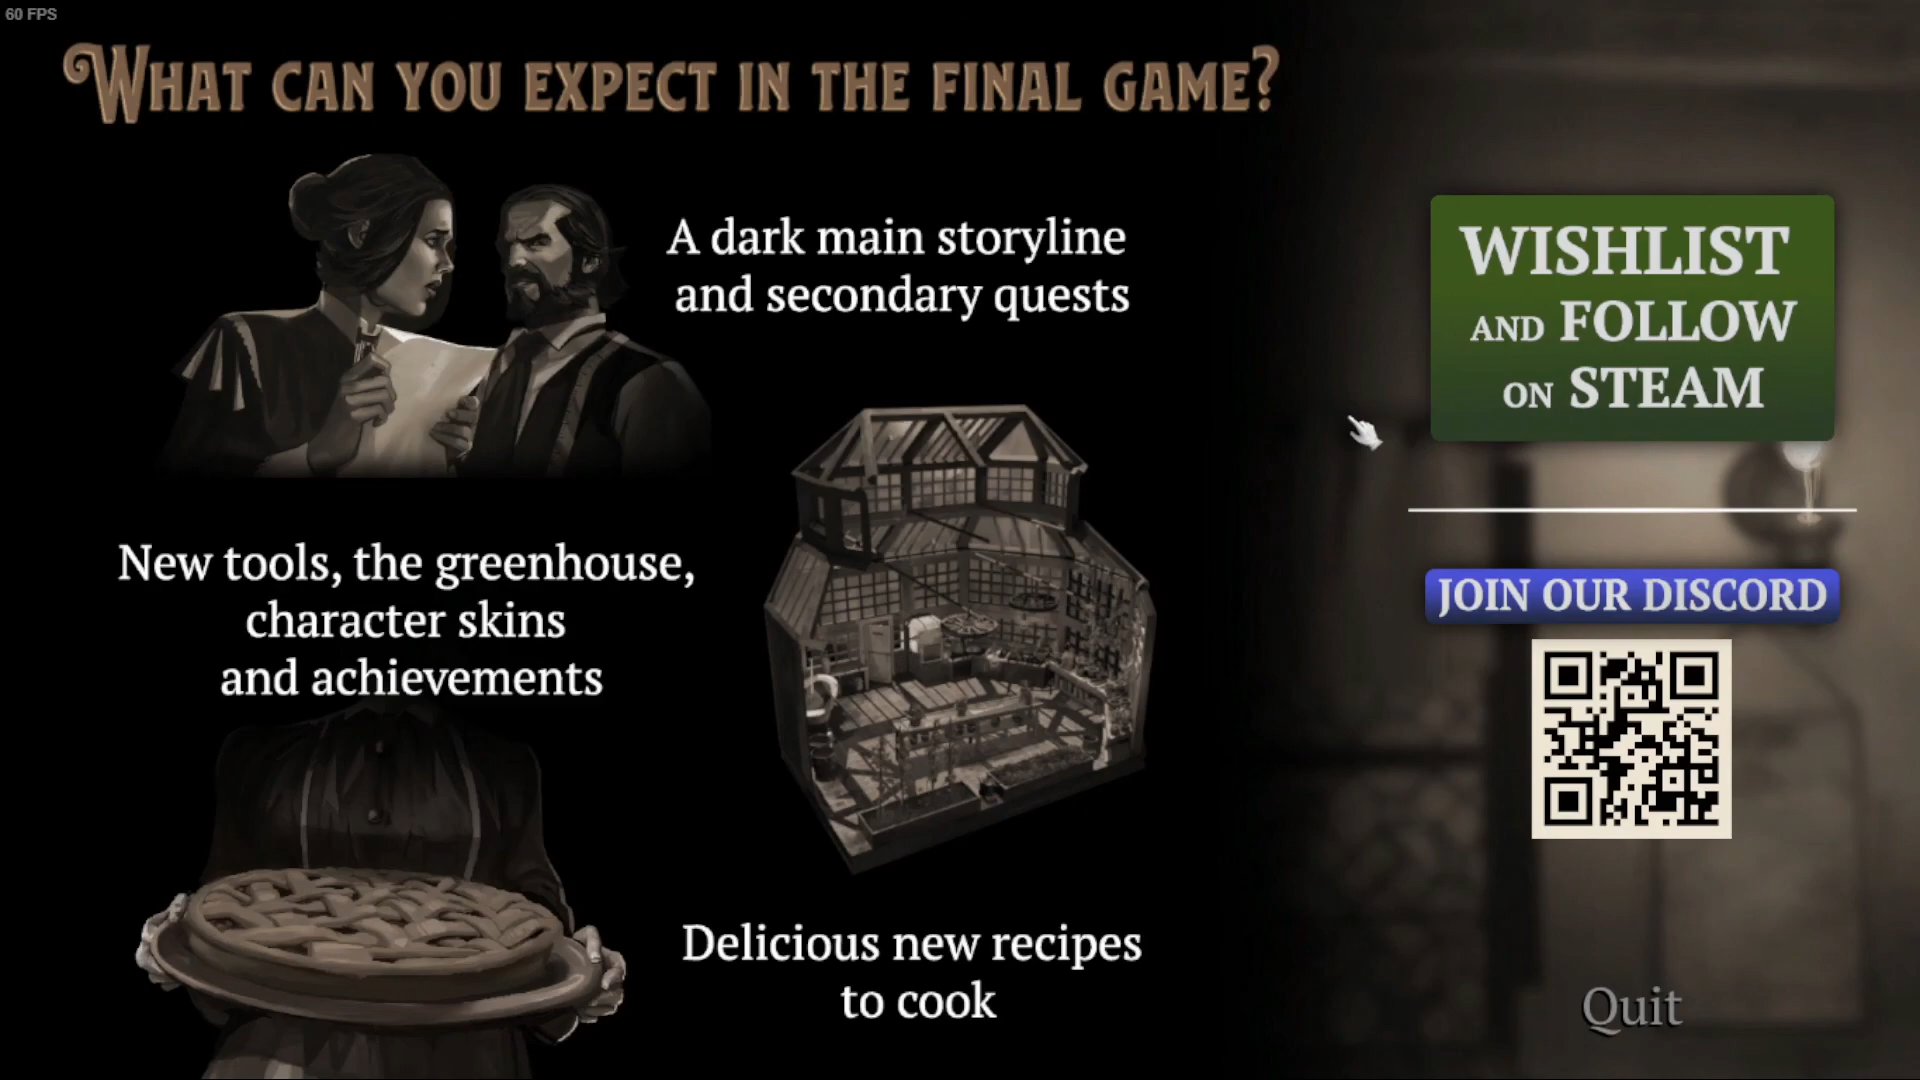 60 FPS
WHAT CAN YOU EXPECT IN THE FINAL GAME?
A dark main storyline
and secondary quests
New tools, the greenhouse,
character skins
and achievements
Delicious new recipes
to cook
WISHLIST
AND FOLLOW
ON STEAM
JOIN OUR DISCORD
Quit